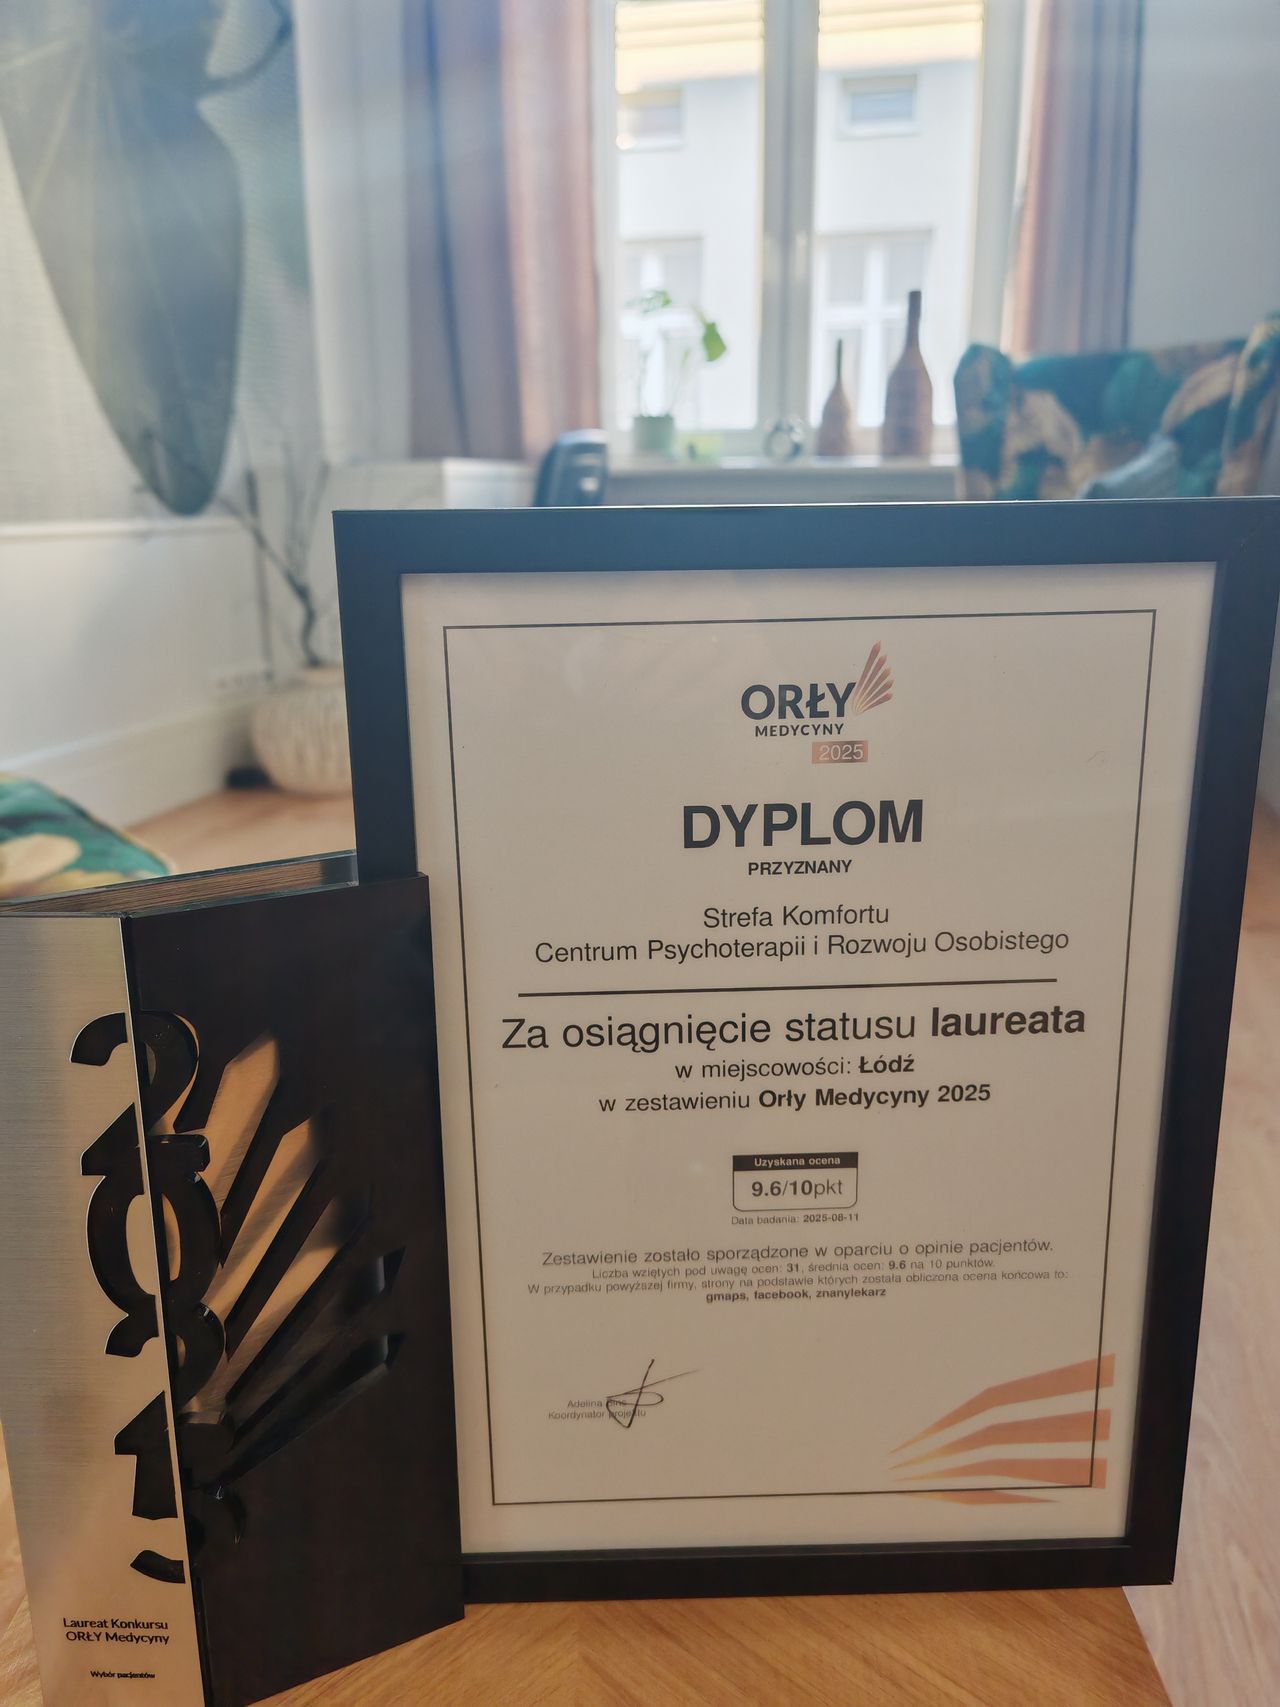 ORŁY
MEDYCYNY
2025
DYPLOM
PRZYZNANY
Strefa Komfortu
Centrum Psychoterapii i Rozwoju Osobistego
Za osiągnięcie statusu laureata
w miejscowości: Łódź
w zestawieniu Orły Medycyny 2025
Uzyskana ocena
9.6/10pkt
Data badania: 2025-08-11
Zestawienie zostało sporządzone w oparciu o opinie pacjentów.
Liczba wziętych pod uwagę ocen: 31, średnia ocen: 9.6 na 10 punktów.
W przypadku powyższej firmy, strony na podstawie których została obliczona ocena końcowa to:
gmaps, facebook, znanylekarz
Adelina
Koordynator projektu
Laureat Konkursu
ORŁY Medycyny
Wybór pacjentów